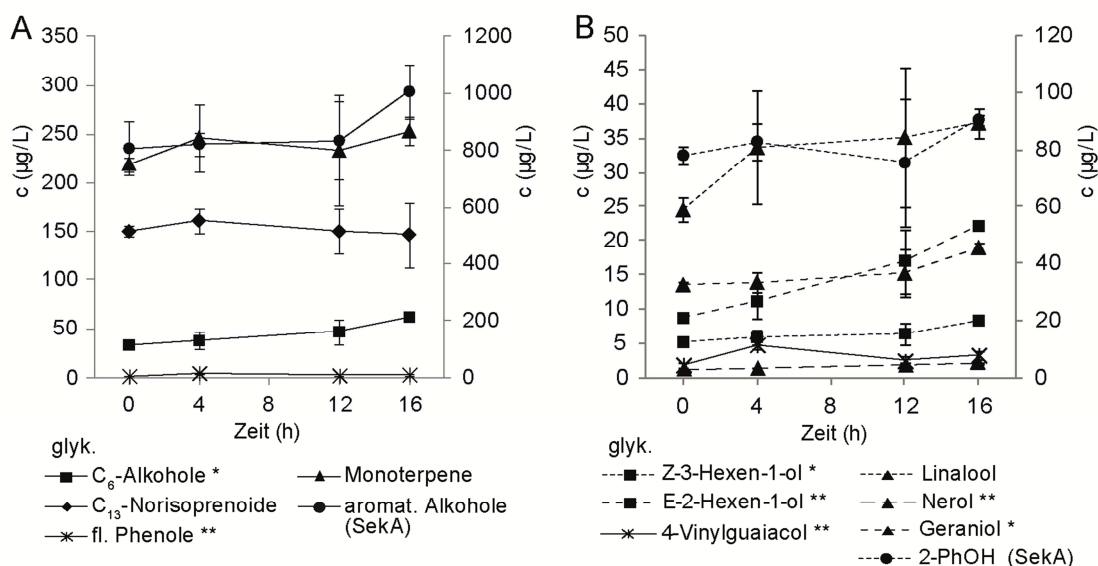 A
350
300
250
200
150
100
50
0
c (µg/L)
1200
1000
800
600
400
200
0
c (µg/L)
0 4 8 12 16
Zeit (h)
glyk.
C6-Alkohole *
Monoterpene
C13-Norisoprenoide
aromat. Alkohole
(SekA)
fl. Phenole **
B
50
45
40
35
30
25
20
15
10
5
0
c (µg/L)
120
100
80
60
40
20
0
c (µg/L)
0 4 8 12 16
Zeit (h)
glyk.
Z-3-Hexen-1-ol *
Linalool
E-2-Hexen-1-ol **
Nerol **
4-Vinylguaiacol **
Geraniol *
2-PhOH (SekA)